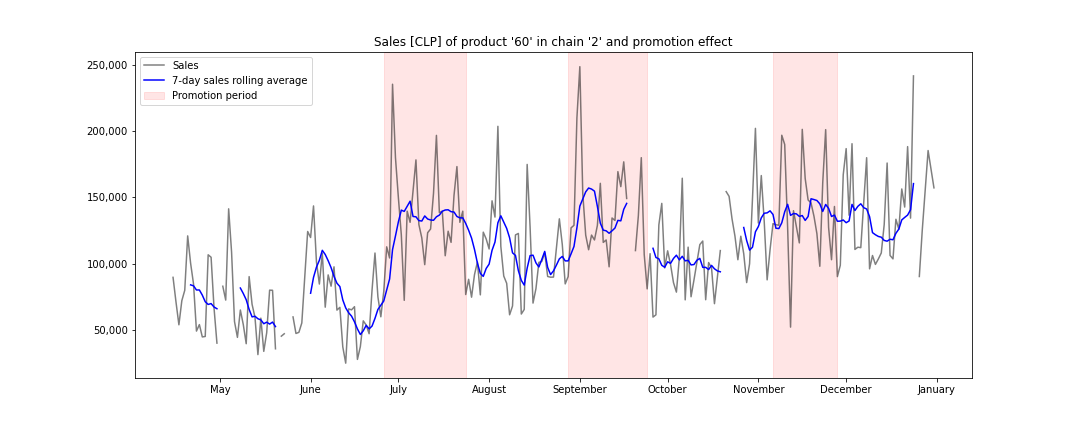 Sales [CLP] of product '60' in chain '2' and promotion effect
Sales
7-day sales rolling average
Promotion period
250,000
200,000
150,000
100,000
50,000
May June July August September October November December January